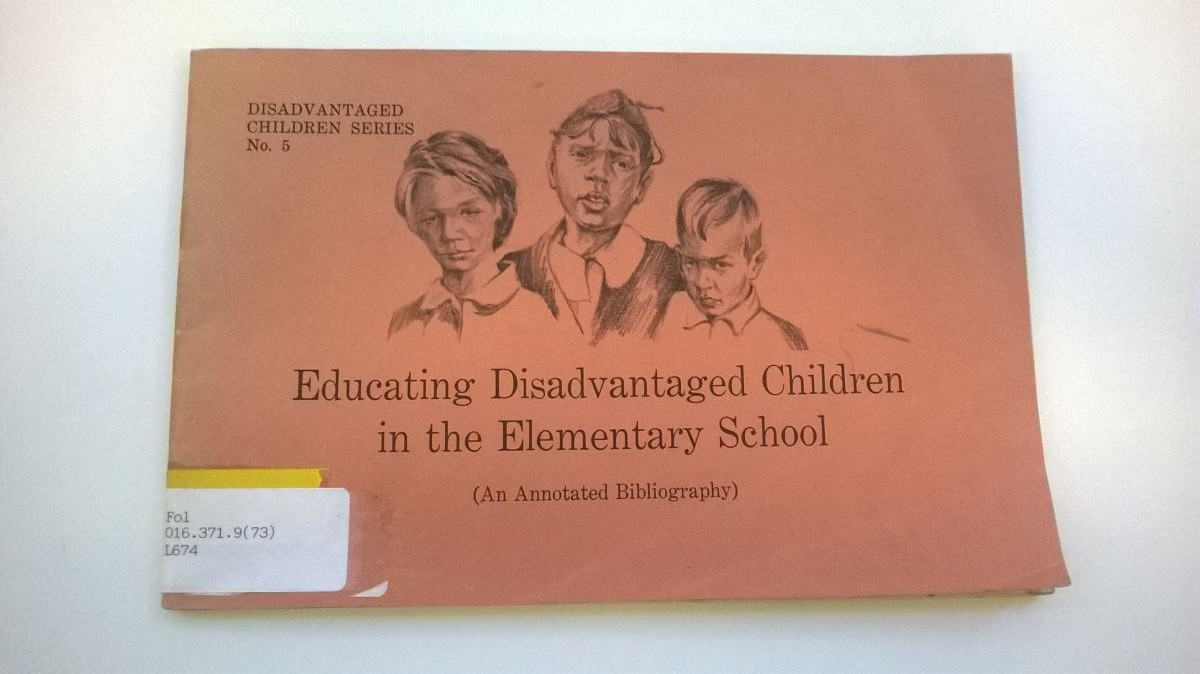 DISADVANTAGED
CHILDREN SERIES
No. 5
Educating Disadvantaged Children
in the Elementary School
(An Annotated Bibliography)
Fol
016.371.9(73)
L674